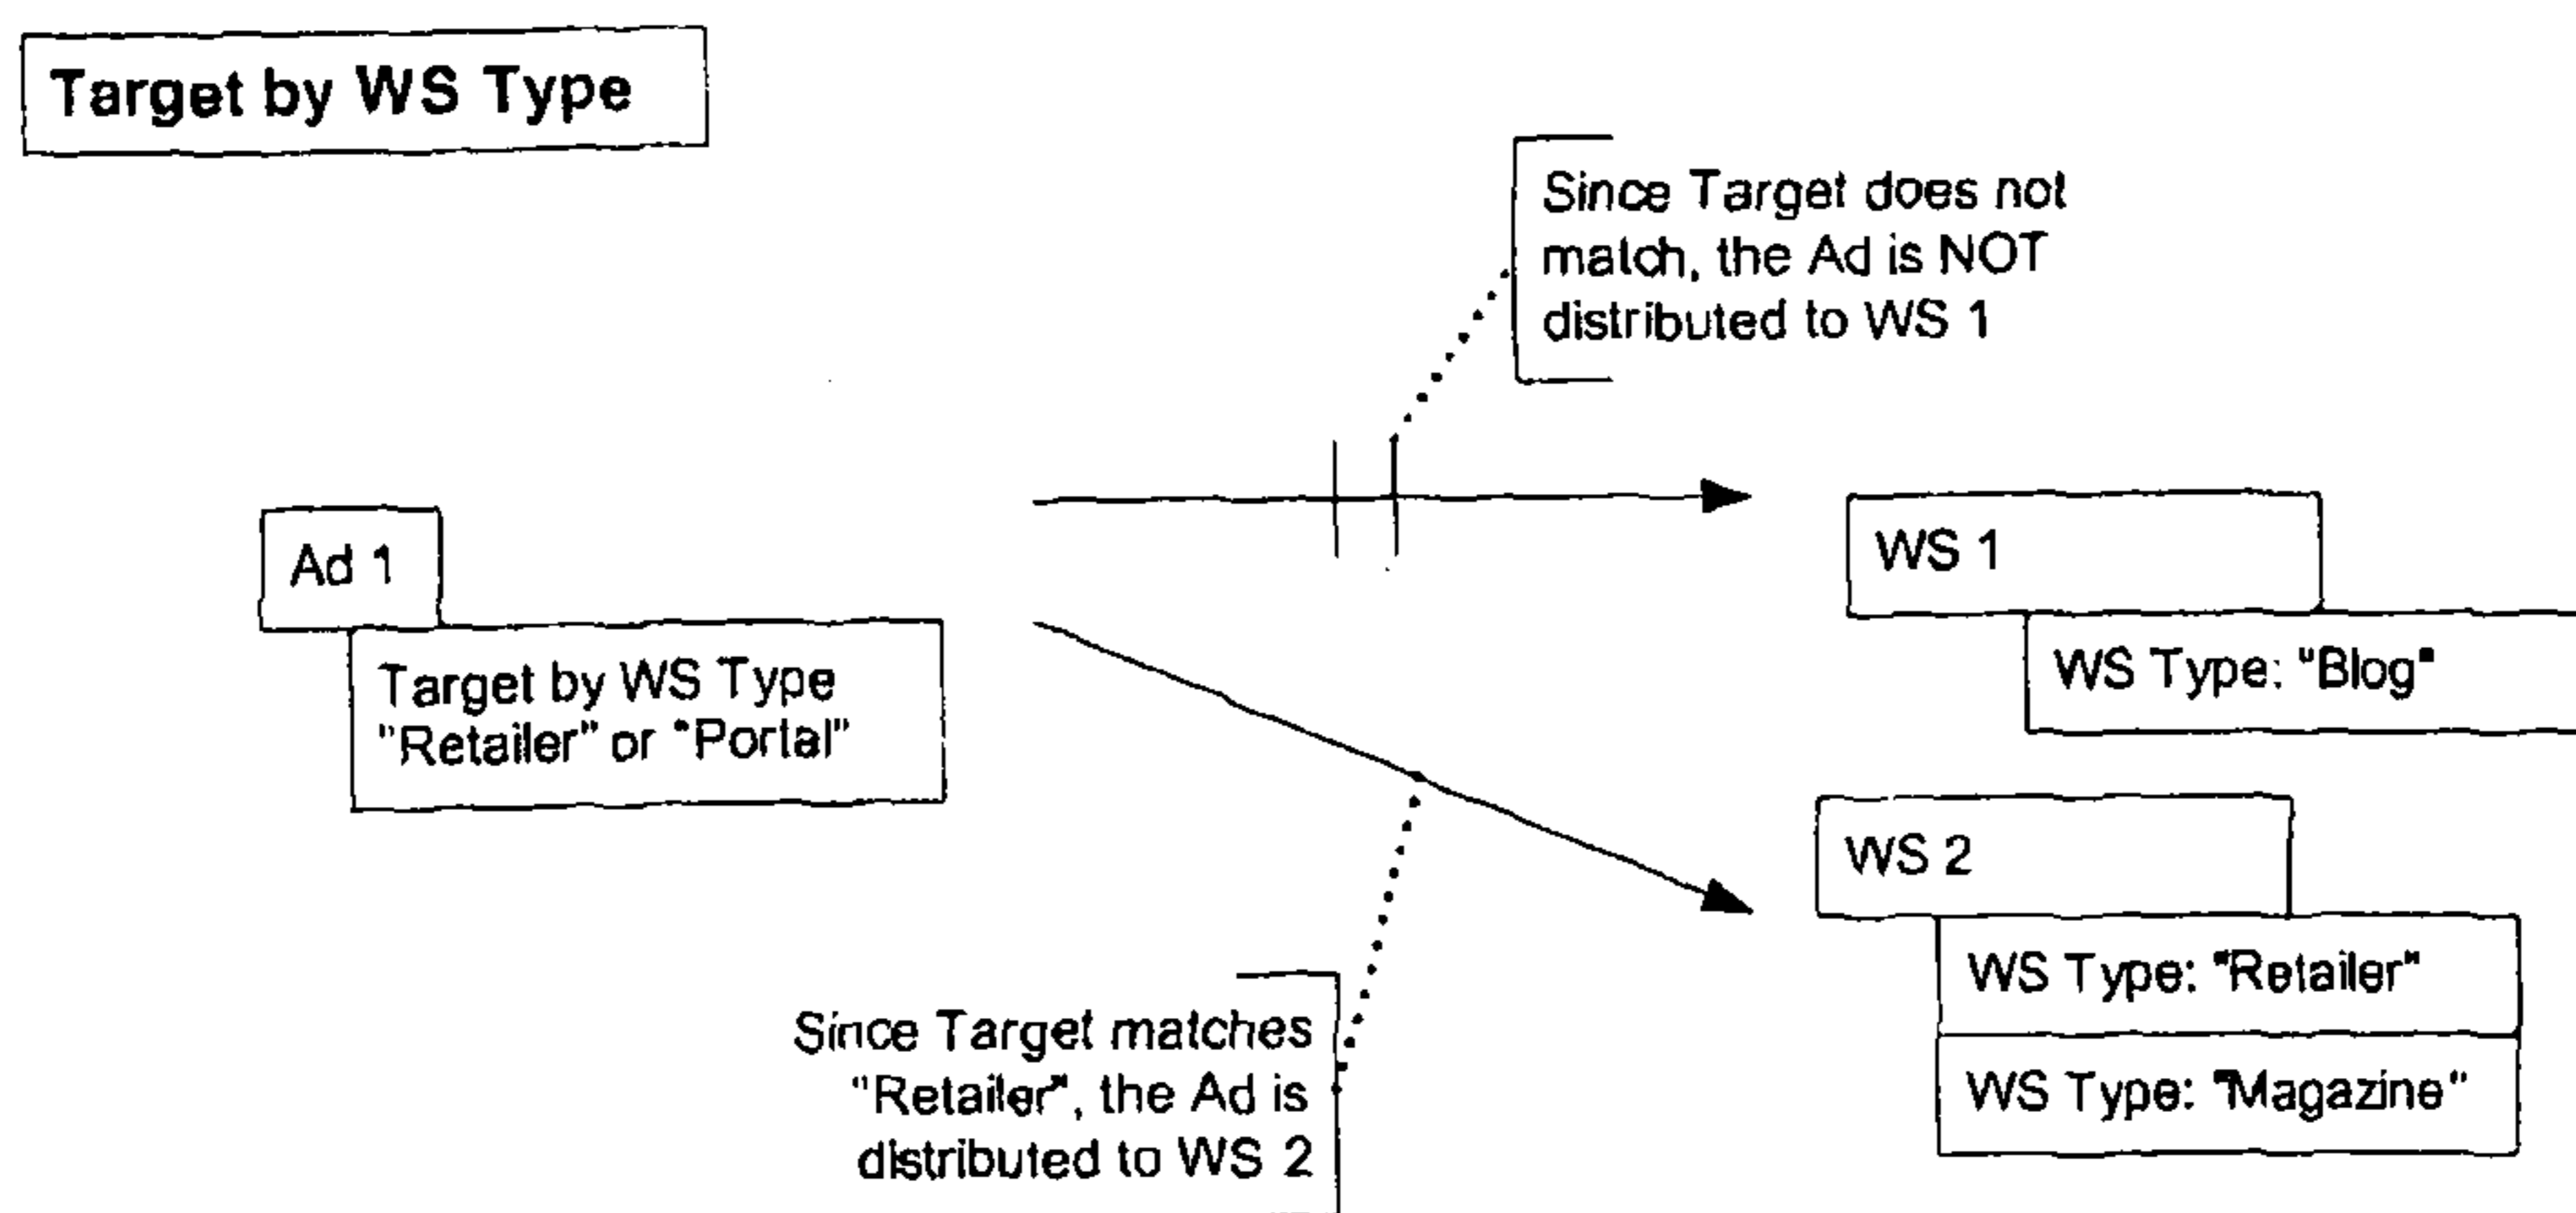 Target by WS Type
Since Target does not
match, the Ad is NOT
distributed to WS 1
Ad 1
Target by WS Type
"Retailer" or "Portal"
WS 1
WS Type: "Blog"
WS 2
WS Type: "Retailer"
WS Type: "Magazine"
Since Target matches
"Retailer", the Ad is
distributed to WS 2